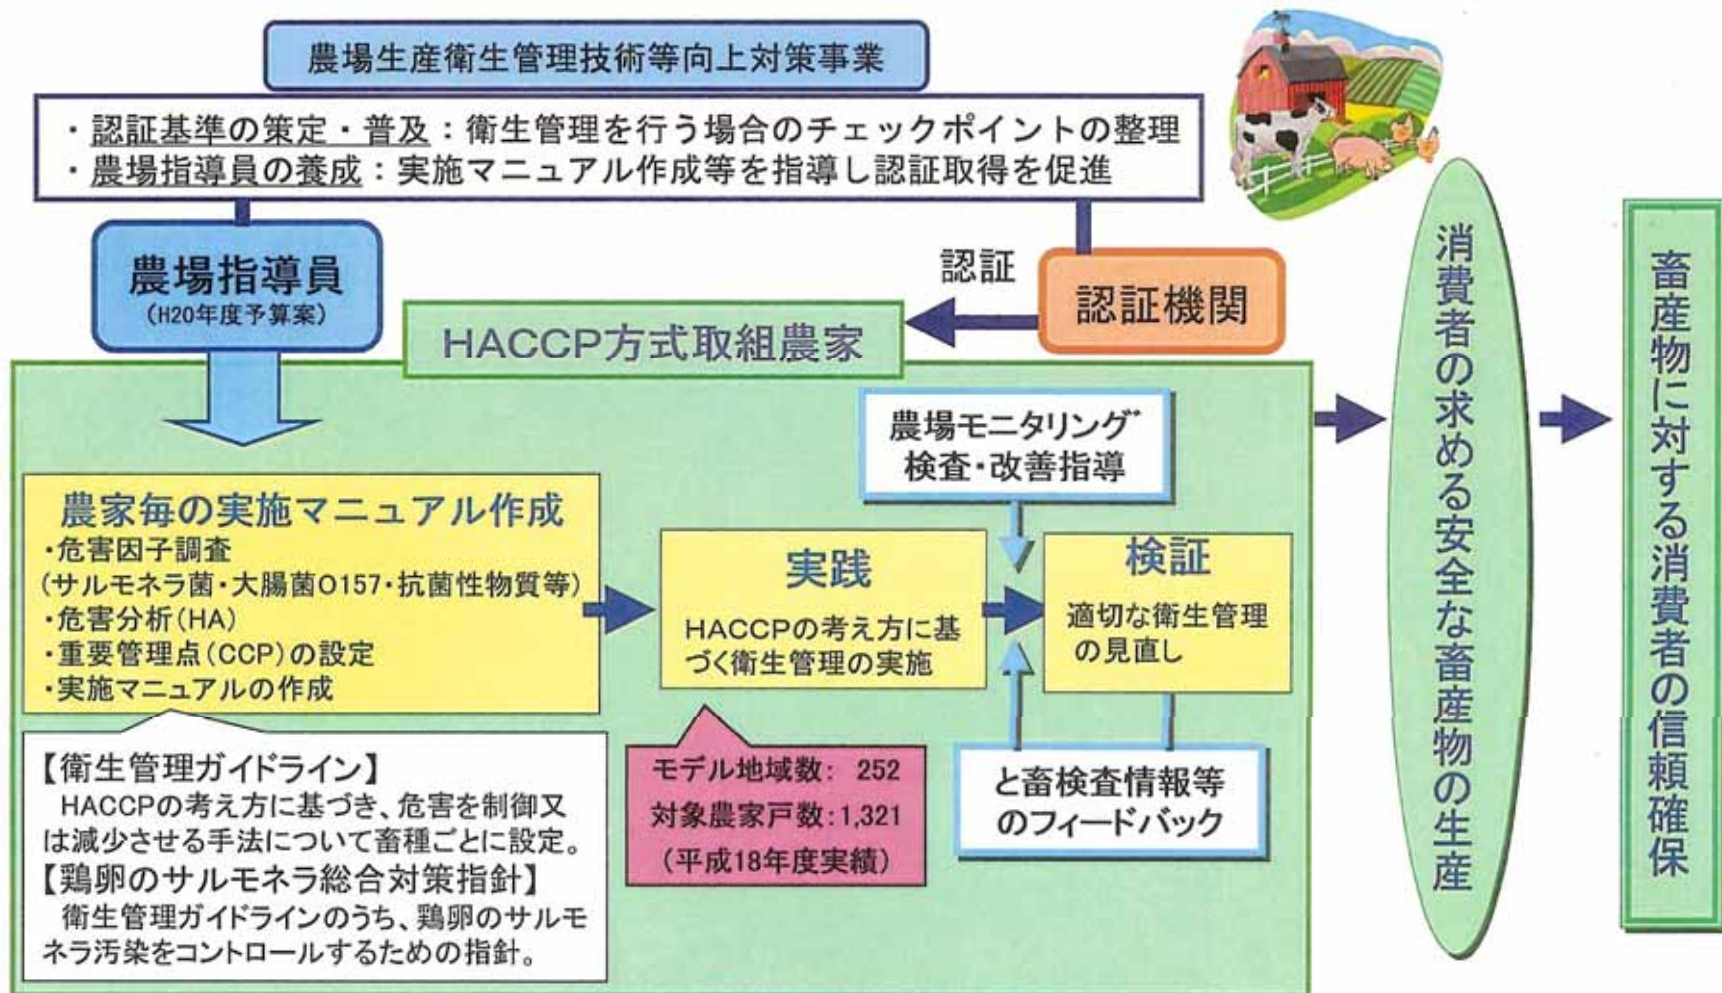 農場生産衛生管理技術等向上対策事業
・認証基準の策定・普及：衛生管理を行う場合のチェックポイントの整理
・農場指導員の養成：実施マニュアル作成等を指導し認証取得を促進
農場指導員
(H20年度予算案)
認証
認証機関
HACCP方式取組農家
農家毎の実施マニュアル作成
・危害因子調査
(サルモネラ菌・大腸菌O157・抗菌性物質等)
・危害分析(HA)
・重要管理点(CCP)の設定
・実施マニュアルの作成
【衛生管理ガイドライン】
HACCPの考え方に基づき、危害を制御又
は減少させる手法について畜種ごとに設定。
【鶏卵のサルモネラ総合対策指針】
衛生管理ガイドラインのうち、鶏卵のサルモ
ネラ汚染をコントロールするための指針。
実践
HACCPの考え方に基
づく衛生管理の実施
モデル地域数： 252
対象農家戸数：1,321
(平成18年度実績)
農場モニタリング
検査・改善指導
検証
適切な衛生管理
の見直し
と畜検査情報等
のフィードバック
消費者の求める安全な畜産物の生産
畜産物に対する消費者の信頼確保